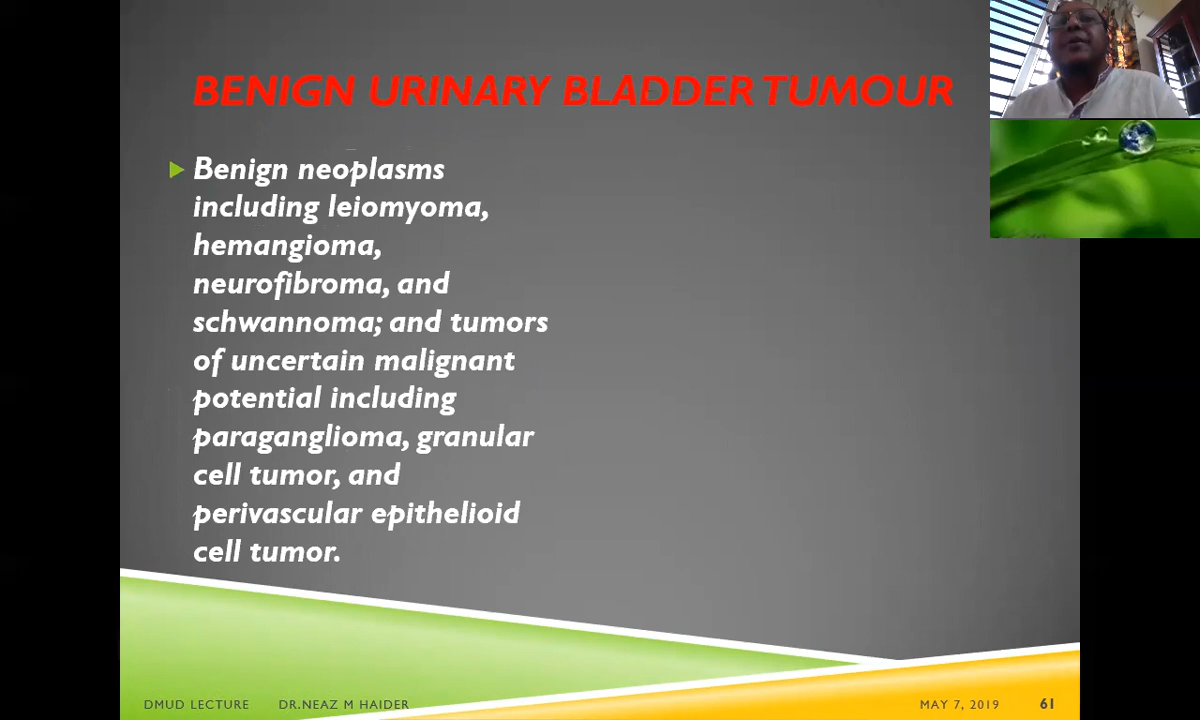 BENIGN URINARY BLADDER TUMOUR
Benign neoplasms
including leiomyoma,
hemangioma,
neurofibroma, and
schwannoma; and tumors
of uncertain malignant
potential including
paraganglioma, granular
cell tumor, and
perivascular epithelioid
cell tumor.
DMUD LECTURE DR.NEAZ M HAIDER MAY 7, 2019 61